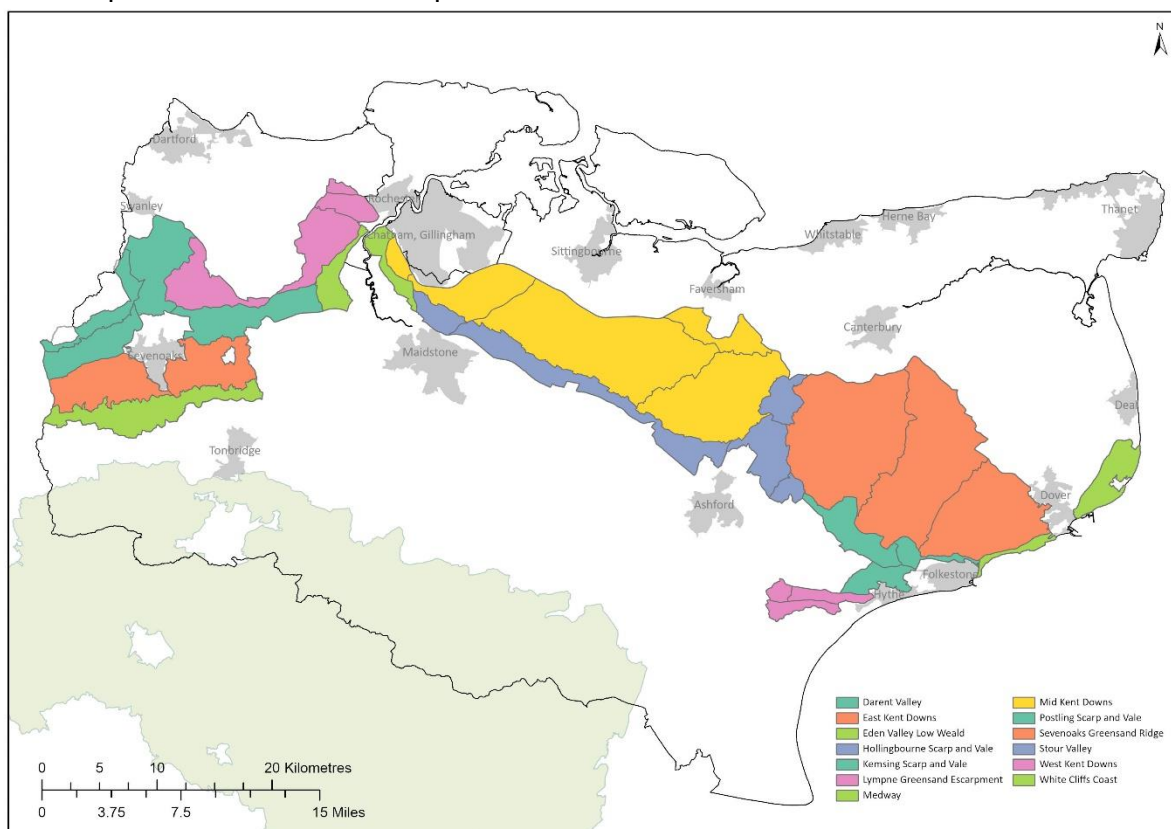 N
Dartford
Swanley
Rochester
Chatham, Gillingham
Sittingbourne
Whitstable
Herne Bay
Thanet
Faversham
Canterbury
Sevenoaks
Maidstone
Deal
Tonbridge
Ashford
Dover
Folkestone
Hythe
Darent Valley
East Kent Downs
Eden Valley Low Weald
Hollingbourne Scarp and Vale
Kemsing Scarp and Vale
Lympne Greensand Escarpment
Medway
Mid Kent Downs
Postling Scarp and Vale
Sevenoaks Greensand Ridge
Stour Valley
West Kent Downs
White Cliffs Coast
0 5 10 20 Kilometres
0 3.75 7.5 15 Miles